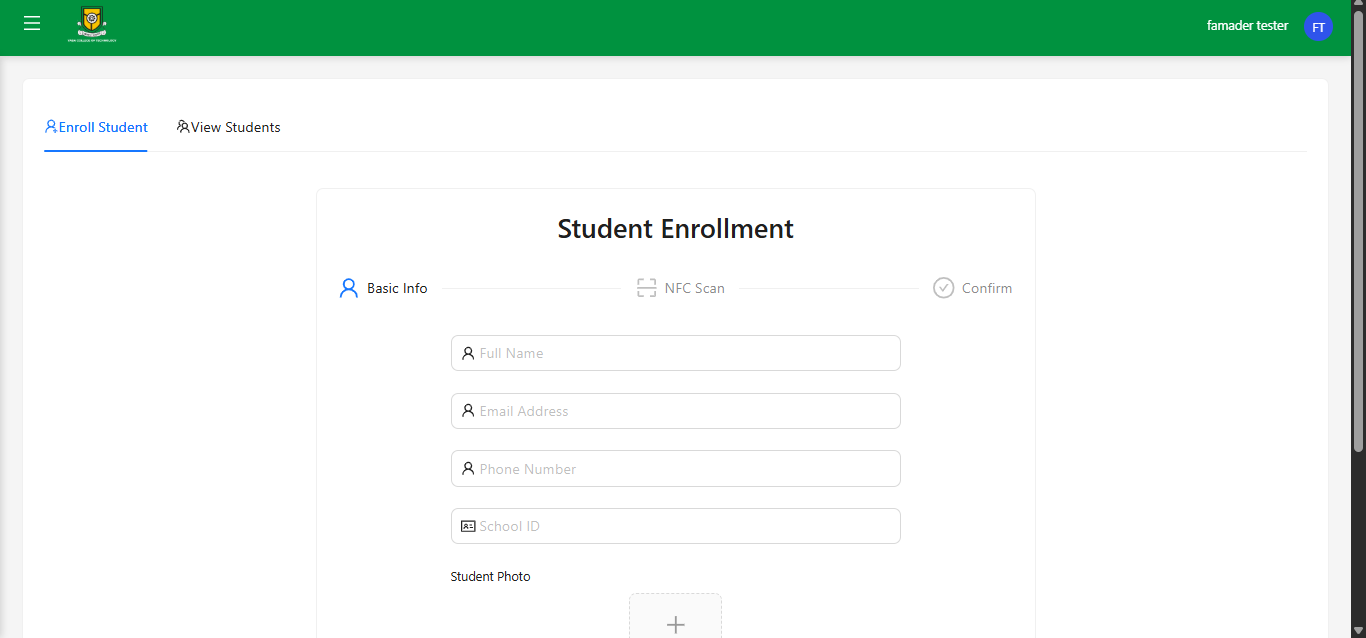 famader tester
FT
Enroll Student
View Students
Student Enrollment
Basic Info
NFC Scan
Confirm
Full Name
Email Address
Phone Number
School ID
Student Photo